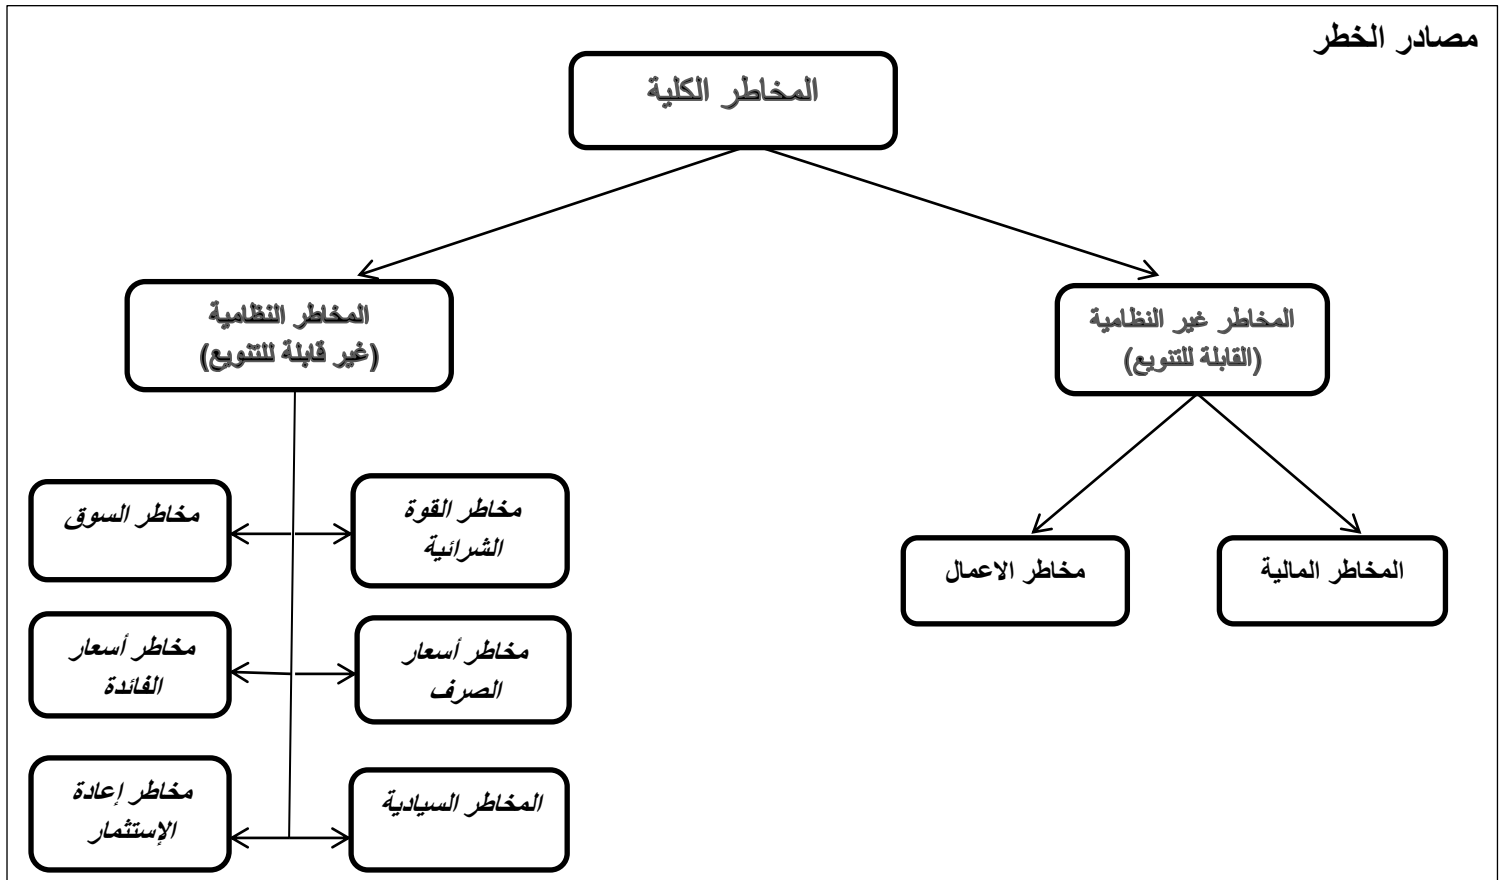 مصادر الخطر
المخاطر الكلية
المخاطر غير النظامية
(القابلة للتنويع)
المخاطر النظامية
(غير قابلة للتنويع)
المخاطر المالية
مخاطر الاعمال
مخاطر القوة
الشرائية
مخاطر السوق
مخاطر أسعار
الصرف
مخاطر أسعار
الفائدة
المخاطر السيادية
مخاطر إعادة
الإستثمار